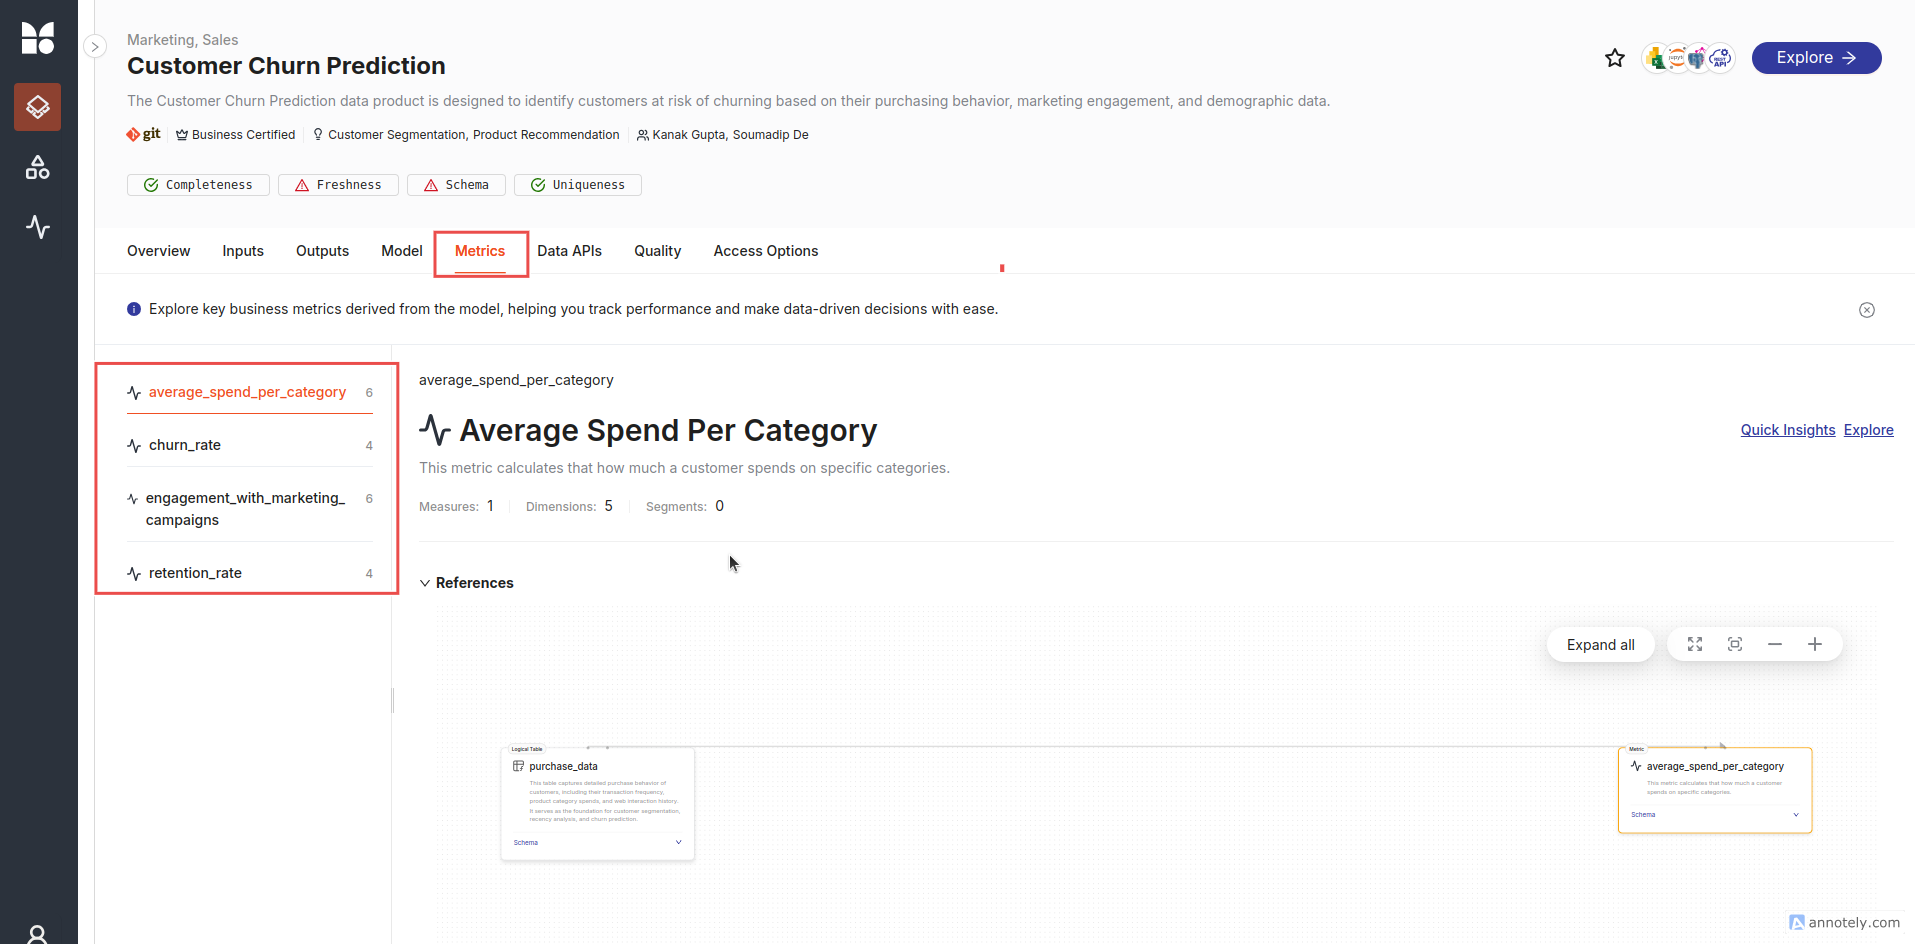 Marketing, Sales
Customer Churn Prediction
The Customer Churn Prediction data product is designed to identify customers at risk of churning based on their purchasing behavior, marketing engagement, and demographic data.
git Business Certified Customer Segmentation, Product Recommendation Kanak Gupta, Soumadip De
jupyter REST API
Explore
Completeness Freshness Schema Uniqueness
Overview Inputs Outputs Model Metrics Data APIs Quality Access Options
Explore key business metrics derived from the model, helping you track performance and make data-driven decisions with ease.
average_spend_per_category 6
churn_rate 4
engagement_with_marketing_
campaigns 6
retention_rate 4
average_spend_per_category
Average Spend Per Category
Quick Insights Explore
This metric calculates that how much a customer spends on specific categories.
Measures: 1 Dimensions: 5 Segments: 0
References
Expand all
Logical Table
purchase_data
This table captures detailed purchase behavior of
customers, including their transaction frequency,
product category spends, and web interaction history.
It serves as the foundation for customer segmentation,
recency analysis, and churn prediction.
Schema
Metric
average_spend_per_category
This metric calculates that how much a customer
spends on specific categories.
Schema
annotely.com